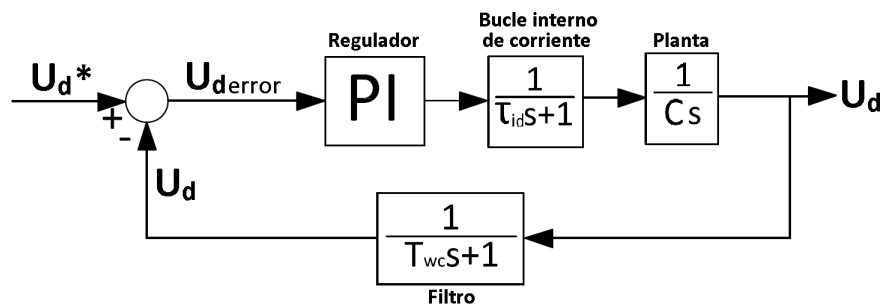 Regulador
Bucle interno
de corriente
Planta
Ud*
+
-
Uderror
PI
1
τids+1
1
Cs
Ud
Ud
1
Twcs+1
Filtro